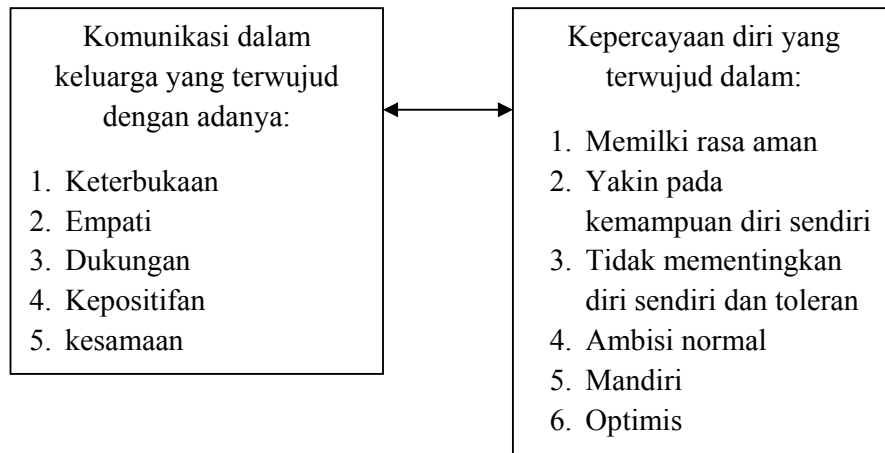 Komunikasi dalam
keluarga yang terwujud
dengan adanya:
1. Keterbukaan
2. Empati
3. Dukungan
4. Kepositifan
5. kesamaan
Kepercayaan diri yang
terwujud dalam:
1. Memilki rasa aman
2. Yakin pada
kemampuan diri sendiri
3. Tidak mementingkan
diri sendiri dan toleran
4. Ambisi normal
5. Mandiri
6. Optimis